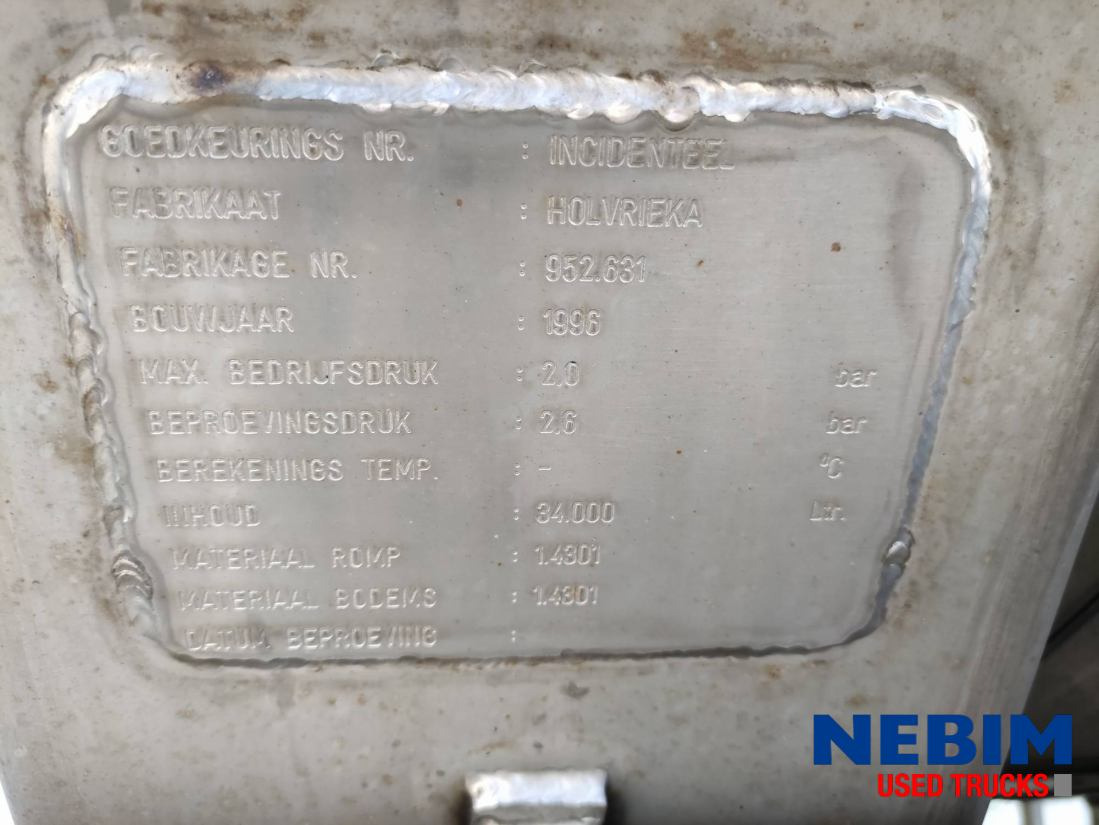 GOEDKEURINGS NR. : INCIDENTEEL
FABRIKAAT : HOLVRIEKA
FABRIKAGE NR. : 952.631
BOUWJAAR : 1996
MAX. BEDRIJFSDRUK : 2,0 bar
BEPROEVINGSDRUK : 2,6 bar
BEREKENINGS TEMP. : - °C
INHOUD : 34.000 Ltr.
MATERIAAL ROMP : 1.4301
MATERIAAL BODEMS : 1.4301
DATUM BEPROEVING :
NEBIM
USED TRUCKS